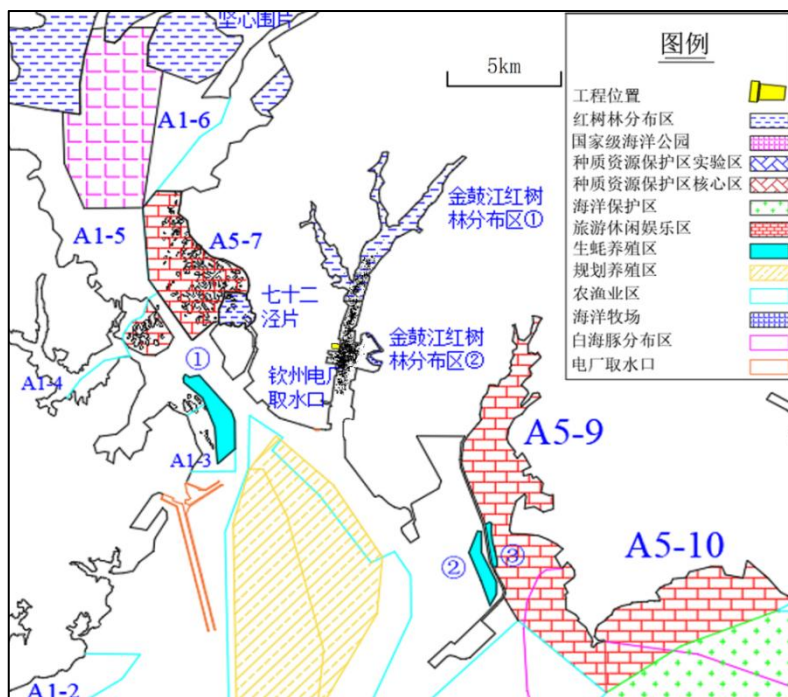 坚心围片
A1-6
A1-5
A5-7
金鼓江红树
林分布区①
七十二
泾片
①
A1-4
金鼓江红树
林分布区②
钦州电厂
取水口
A1-3
A5-9
②
③
A5-10
A1-2
5km
图例
工程位置
红树林分布区
国家级海洋公园
种质资源保护区实验区
种质资源保护区核心区
海洋保护区
旅游休闲娱乐区
生蚝养殖区
规划养殖区
农渔业区
海洋牧场
白海豚分布区
电厂取水口